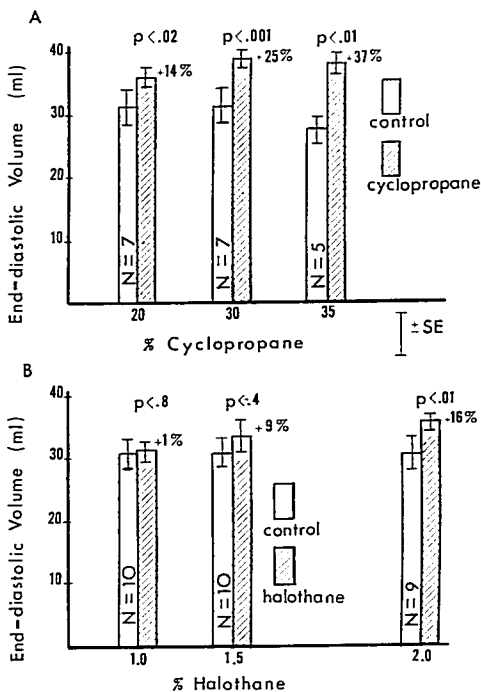 A
p<.02 p<.001 p<.01
40
+14% +25% +37%
30
20
10
End-diastolic Volume (ml)
control
cyclopropane
N=7 N=7 N=5
20 30 35
% Cyclopropane
±SE
B
p<.8 p<.4 p<.01
40
+1% +9% +16%
30
20
10
End-diastolic Volume (ml)
control
halothane
N=10 N=10 N=9
1.0 1.5 2.0
% Halothane